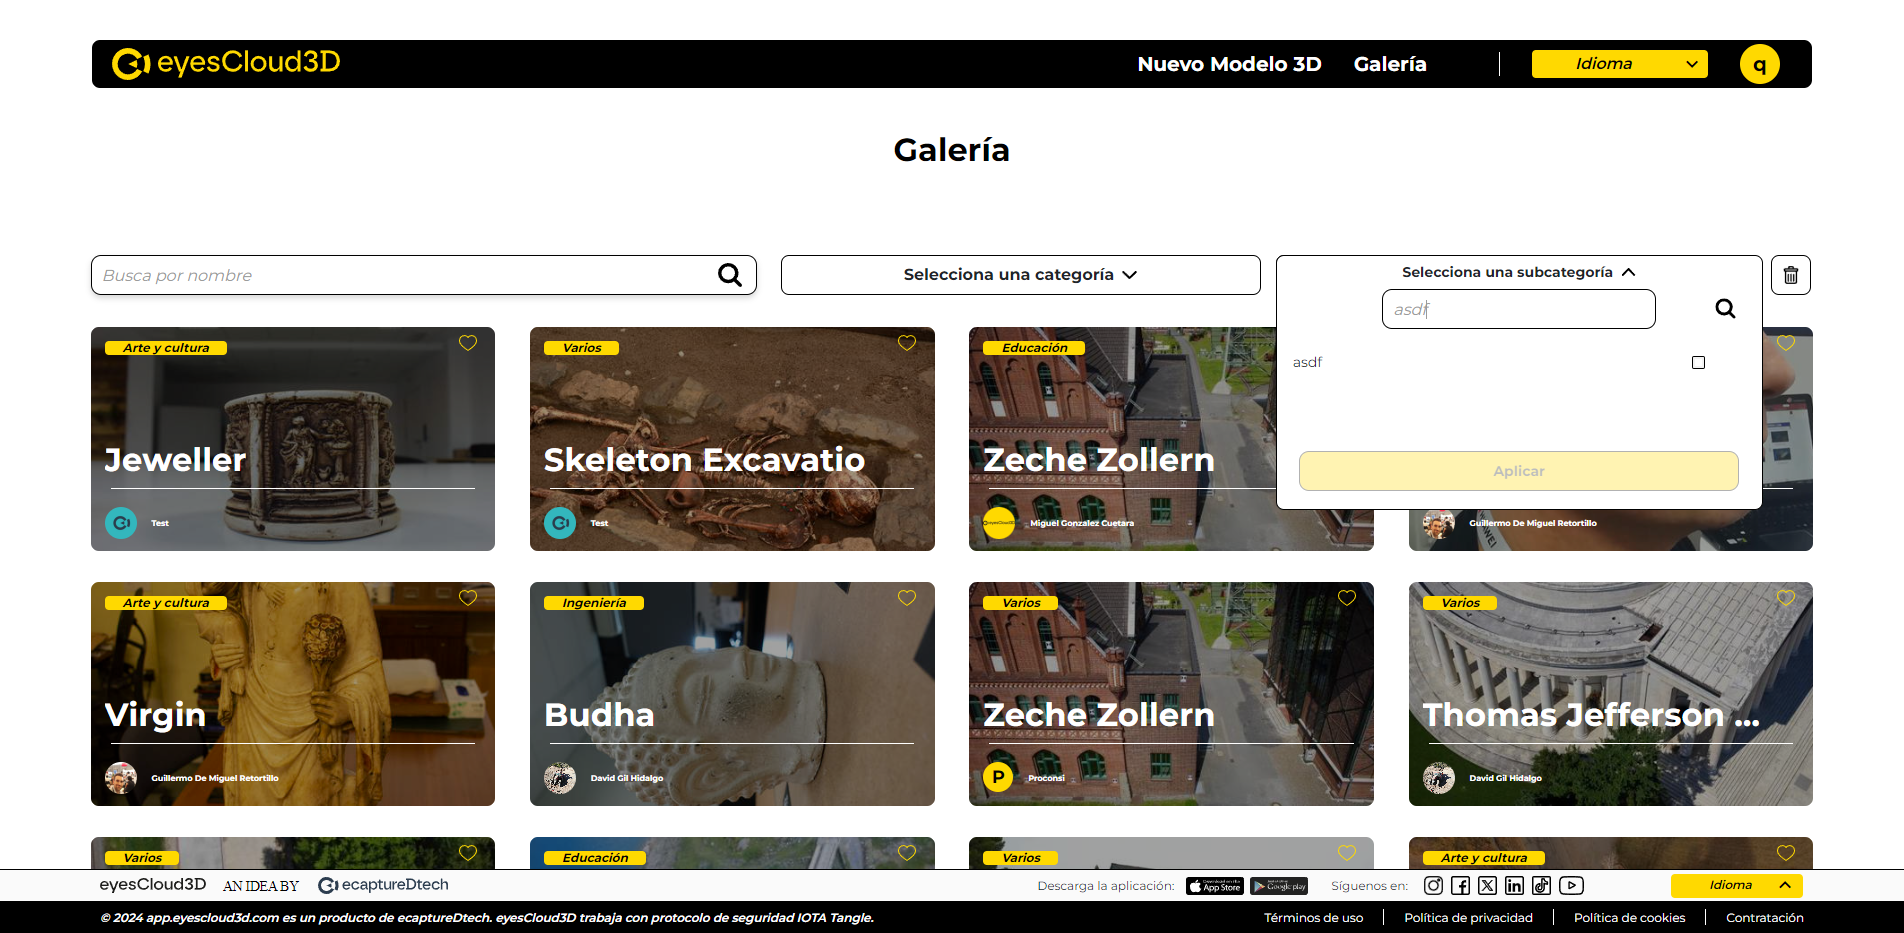 eyesCloud3D
Nuevo Modelo 3D
Galería
Idioma
q
Galería
Busca por nombre
Selecciona una categoría
Selecciona una subcategoría
asdf
asdf
Aplicar
Arte y cultura
Jeweller
Test
Varios
Skeleton Excavatio
Test
Educación
Zeche Zollern
eyesCloud3D
Miguel Gonzalez Cuetara
Guillermo De Miguel Retortillo
Arte y cultura
Virgin
Guillermo De Miguel Retortillo
Ingeniería
Budha
David Gil Hidalgo
Varios
Zeche Zollern
P
Proconsi
Varios
Thomas Jefferson ...
David Gil Hidalgo
Varios
Educación
Varios
Arte y cultura
eyesCloud3D
AN IDEA BY
ecaptureDtech
Descarga la aplicación:
App Store
Google play
Síguenos en:
Idioma
© 2024 app.eyescloud3d.com es un producto de ecaptureDtech. eyesCloud3D trabaja con protocolo de seguridad IOTA Tangle.
Términos de uso
Política de privacidad
Política de cookies
Contratación